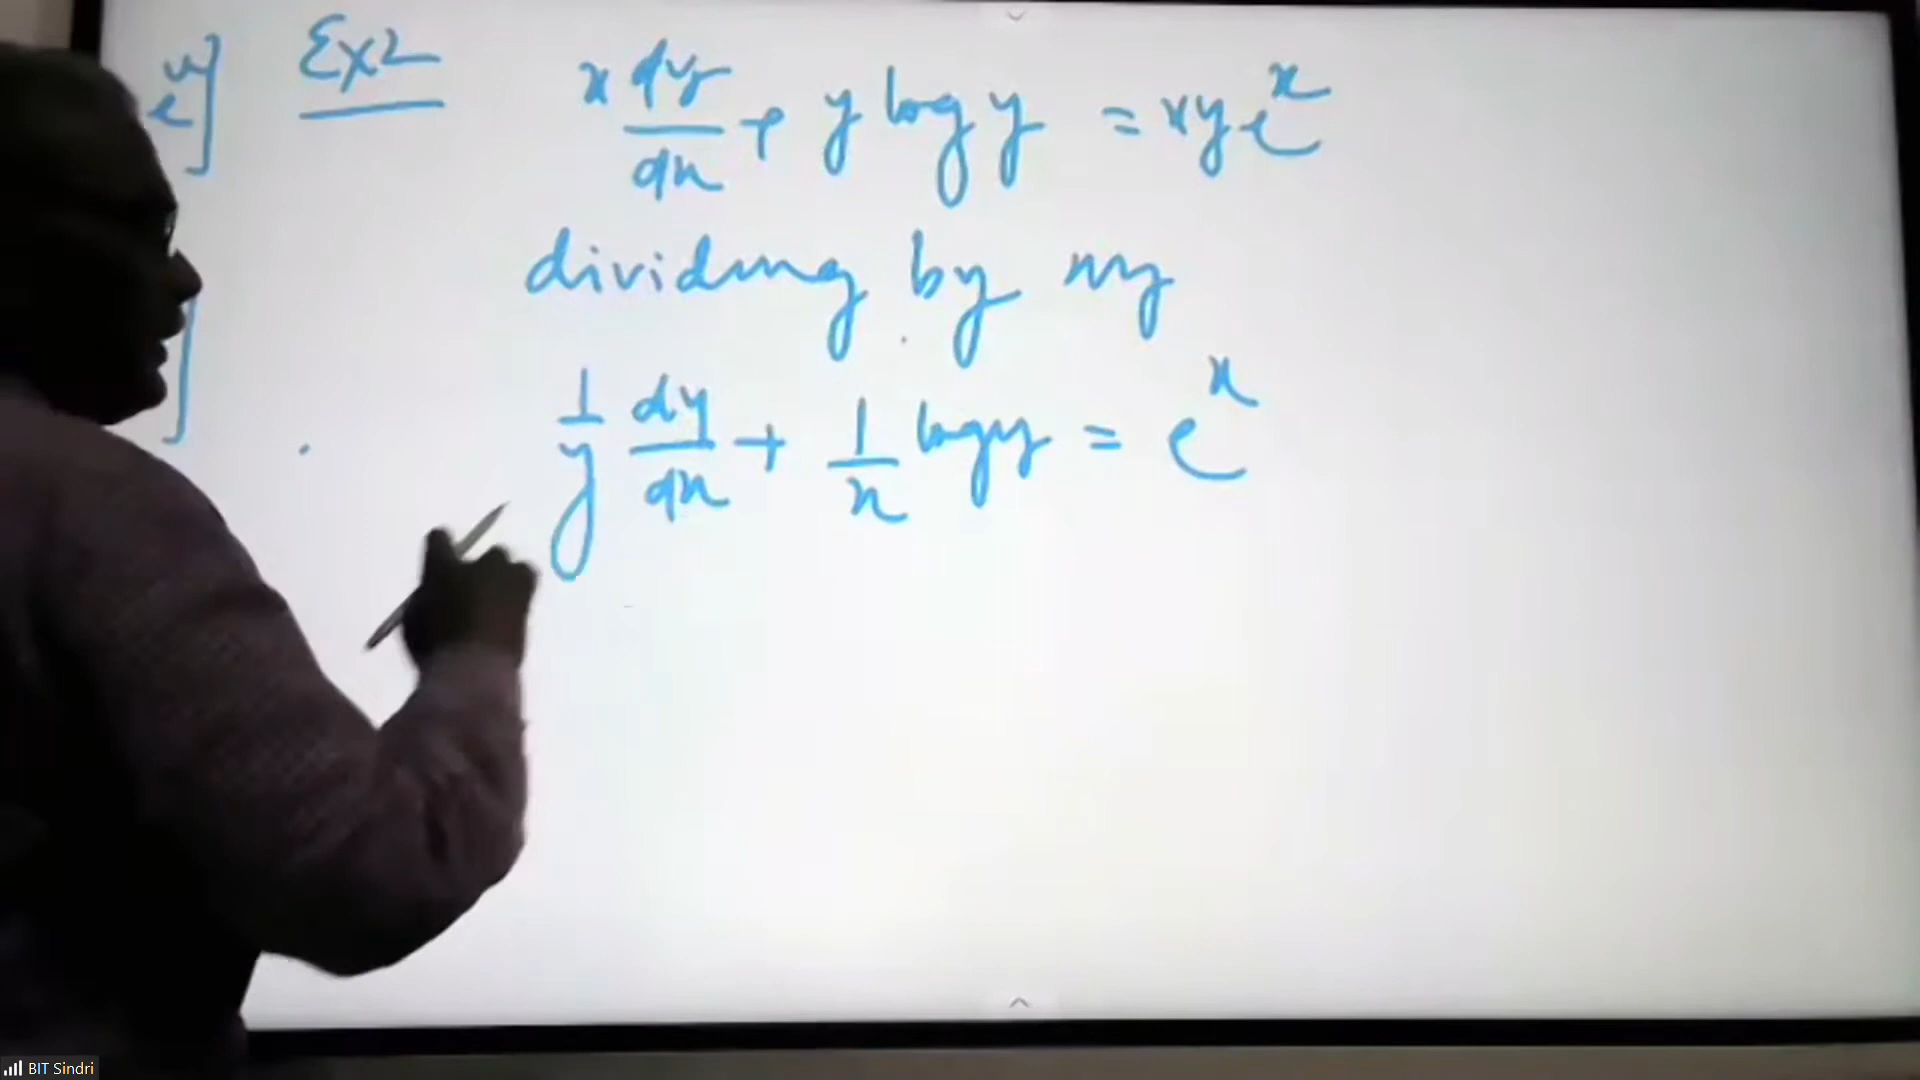 Ex2 x dy/dx + y log y = xy e^x
dividing by xy
1/y dy/dx + 1/x log y = e^x
BIT Sindri